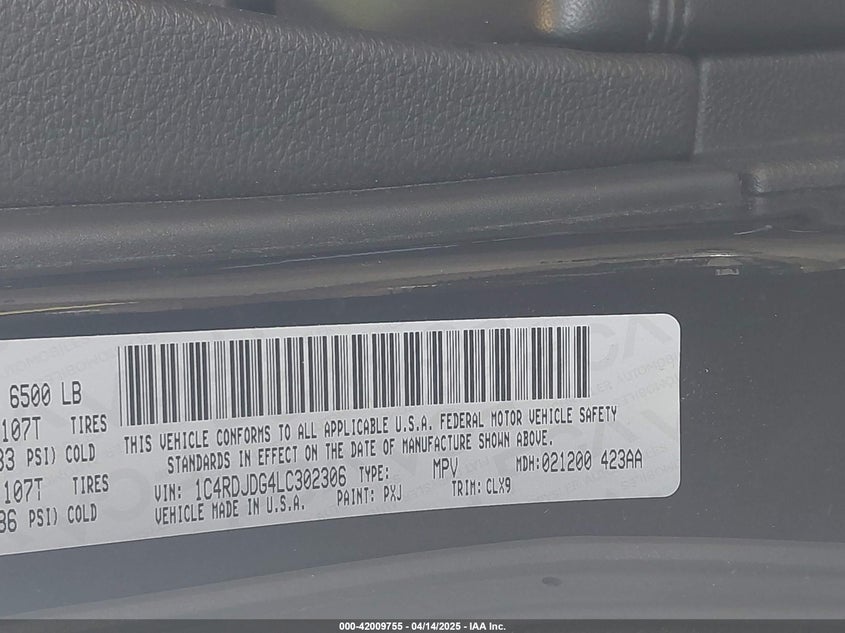 6500 LB
107T TIRES
33 PSI) COLD
107T TIRES
36 PSI) COLD
THIS VEHICLE CONFORMS TO ALL APPLICABLE U.S.A. FEDERAL MOTOR VEHICLE SAFETY
STANDARDS IN EFFECT ON THE DATE OF MANUFACTURE SHOWN ABOVE.
VIN: 1C4RDJDG4LC302306 TYPE: MPV MDH:021200 423AA
VEHICLE MADE IN U.S.A. PAINT: PXJ TRIM: CLX9
000-42009755 - 04/14/2025 - IAA Inc.